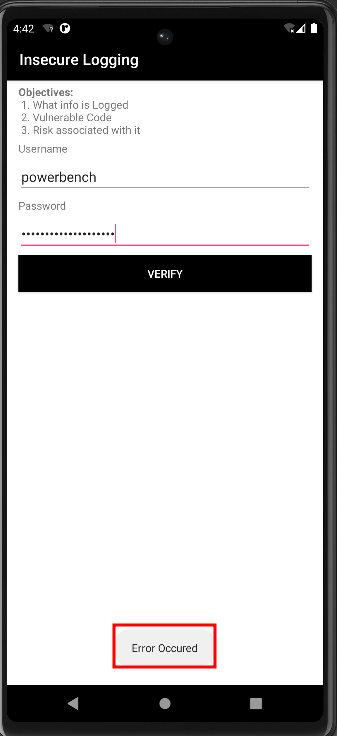 4:42
Insecure Logging
Objectives:
1. What info is Logged
2. Vulnerable Code
3. Risk associated with it
Username
powerbench
Password
••••••••••••••••••••
VERIFY
Error Occured